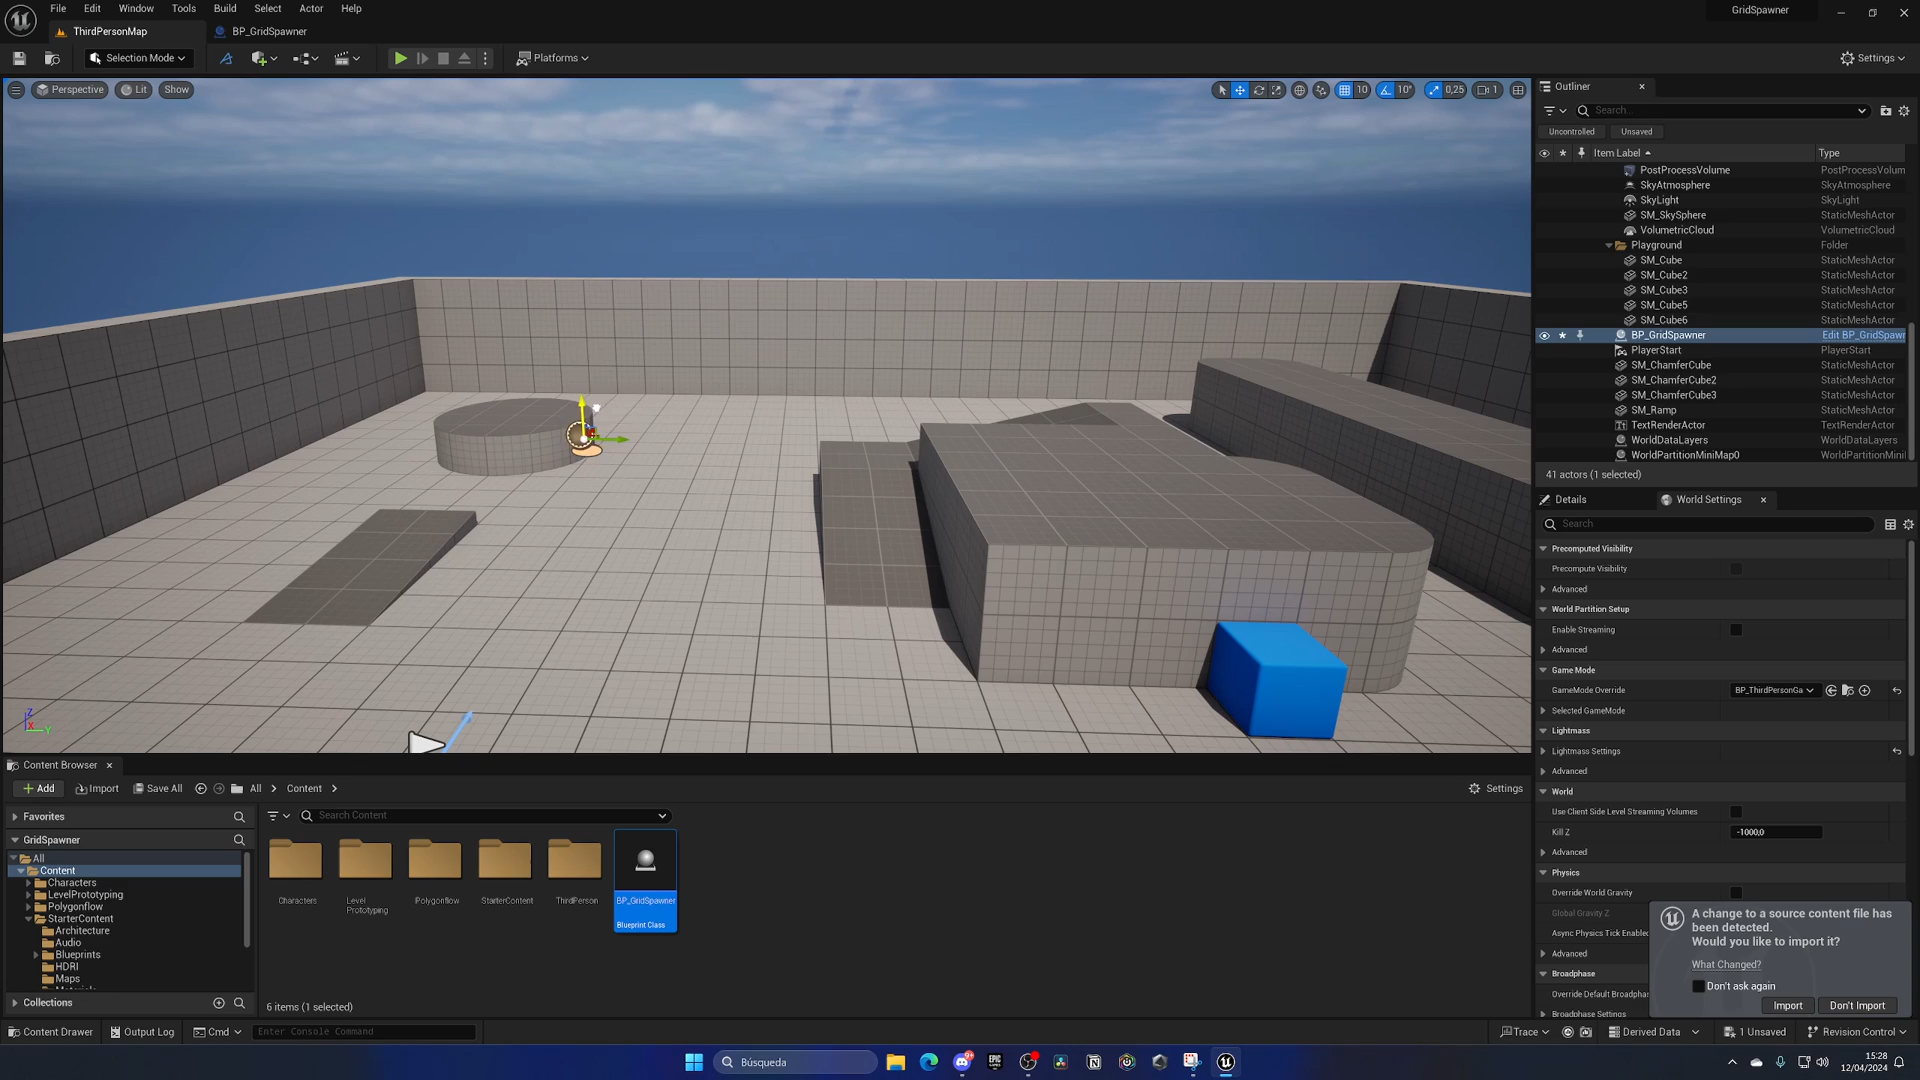 File Edit Window Tools Build Select Actor Help
GridSpawner
ThirdPersonMap
BP_GridSpawner
Selection Mode
Platforms
Settings
Perspective Lit Show
10 10° 0,25 1
Outliner
Search...
Uncontrolled Unsaved
Item Label Type
PostProcessVolume PostProcessVolum
SkyAtmosphere SkyAtmosphere
SkyLight SkyLight
SM_SkySphere StaticMeshActor
VolumetricCloud VolumetricCloud
Playground Folder
SM_Cube StaticMeshActor
SM_Cube2 StaticMeshActor
SM_Cube3 StaticMeshActor
SM_Cube5 StaticMeshActor
SM_Cube6 StaticMeshActor
BP_GridSpawner Edit BP_GridSpawn
PlayerStart PlayerStart
SM_ChamferCube StaticMeshActor
SM_ChamferCube2 StaticMeshActor
SM_ChamferCube3 StaticMeshActor
SM_Ramp StaticMeshActor
TextRenderActor TextRenderActor
WorldDataLayers WorldDataLayers
WorldPartitionMiniMap0 WorldPartitionMini
41 actors (1 selected)
Details
World Settings
Search
Precomputed Visibility
Precompute Visibility
Advanced
World Partition Setup
Enable Streaming
Advanced
Game Mode
GameMode Override BP_ThirdPersonGa
Selected GameMode
Lightmass
Lightmass Settings
Advanced
World
Use Client Side Level Streaming Volumes
Kill Z -1000,0
Advanced
Physics
Override World Gravity
Global Gravity Z
Async Physics Tick Enabled
Advanced
Broadphase
Override Default Broadphas
Broadphase Settings
A change to a source content file has
been detected.
Would you like to import it?
What Changed?
Don't ask again
Import Don't Import
Z
X
Y
Content Browser
Add Import Save All All Content Settings
Favorites
Search Content
GridSpawner
All
Content
Characters
LevelPrototyping
Polygonflow
StarterContent
Architecture
Audio
Blueprints
HDRI
Maps
Collections
Characters
Level
Prototyping
Polygonflow
StarterContent
ThirdPerson
BP_GridSpawner
Blueprint Class
6 items (1 selected)
Content Drawer Output Log Cmd Enter Console Command
Trace Derived Data 1 Unsaved Revision Control
Búsqueda
9+
EPIC
GAMES
15:28
12/04/2024